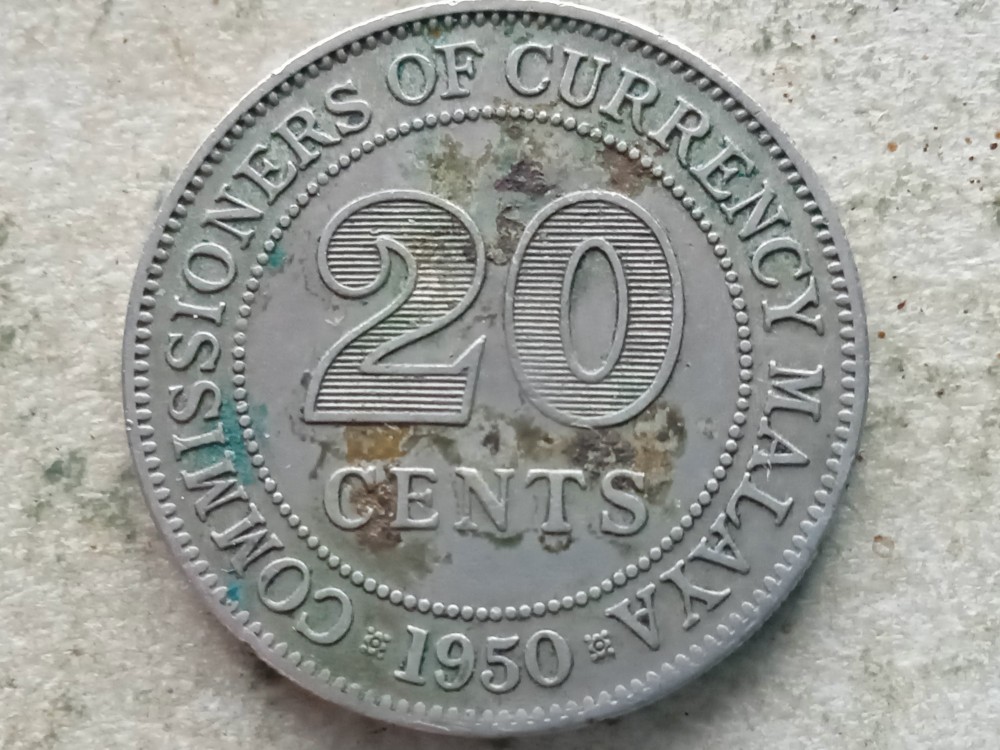 COMMISSIONERS OF CURRENCY MALAYA
20
CENTS
1950